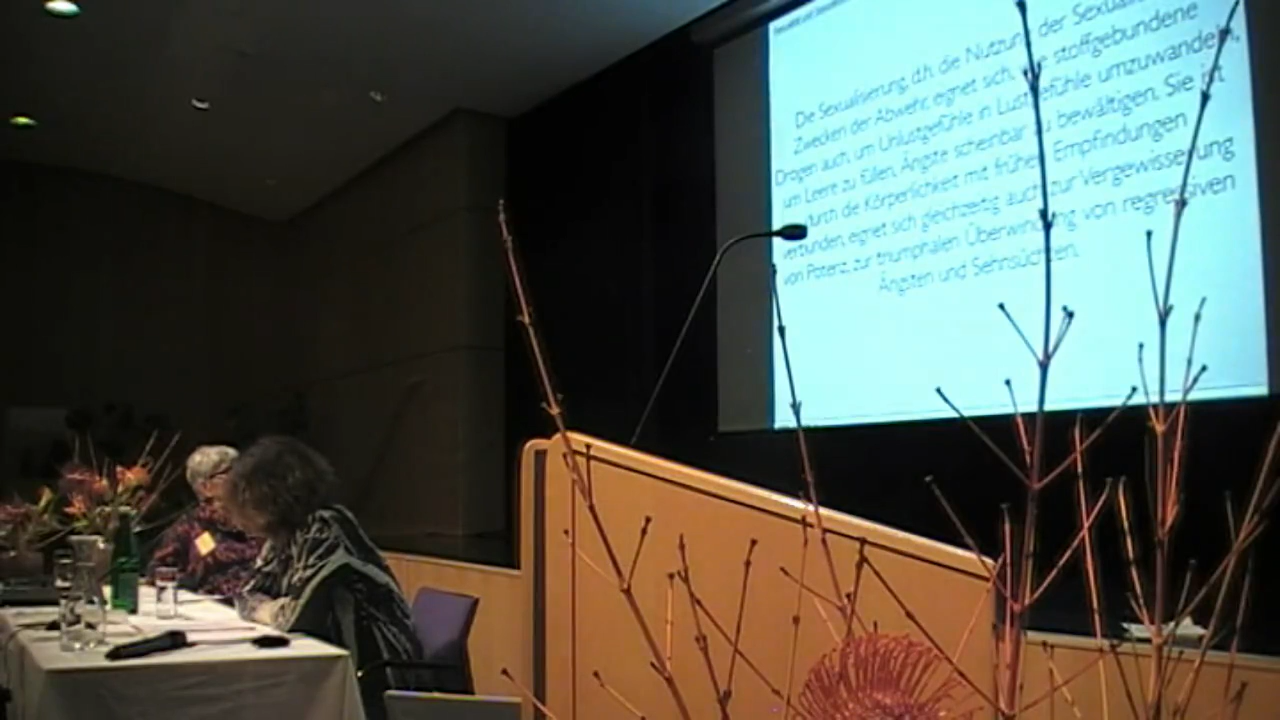 Die Sexualisierung, d.h. die Nutzung der
Zwecken der Abwehr, eignet sich, wie stoffgebundene
Drogen auch, um Unlustgefühle in Lustgefühle umzuwandeln,
um Leere zu füllen, Ängste scheinbar zu bewältigen. Sie ist
durch die Körperlichkeit mit frühen Empfindungen
verbunden, eignet sich gleichzeitig auch zur Vergewisserung
von Potenz, zur triumphalen Überwindung von regressiven
Ängsten und Sehnsüchten.